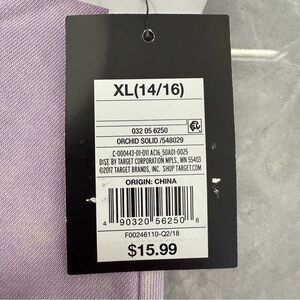 XL(14/16)
032 05 6250
ORCHID SOLID /548029
C-000443-01-011 AC16_50A01-0025
DIST. BY TARGET CORPORATION MPLS., MN 55403
©2017 TARGET BRANDS, INC. SHOP TARGET.COM
ORIGIN: CHINA
4 90320 56250 8
F00246110-Q2/18
$15.99